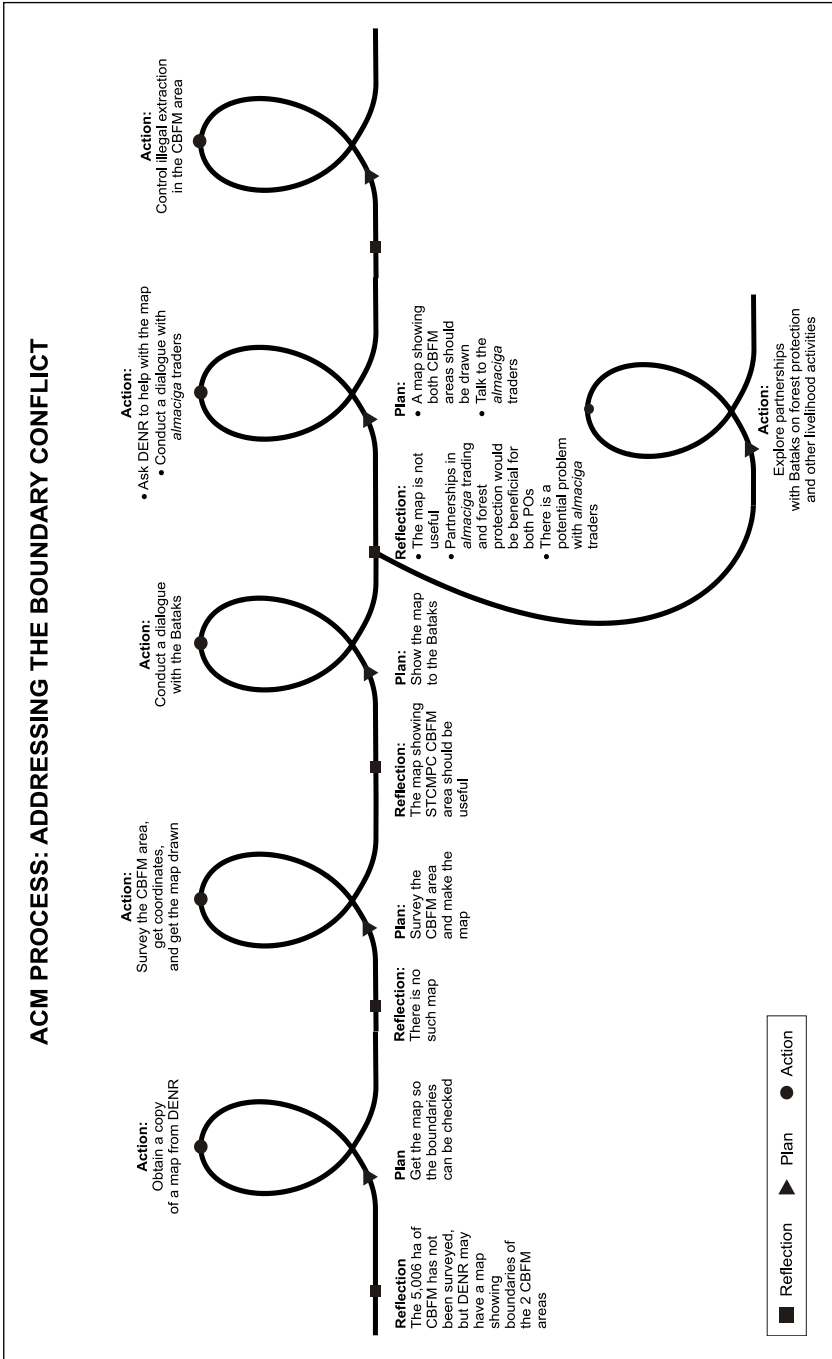 ACM PROCESS: ADDRESSING THE BOUNDARY CONFLICT
Reflection
The 5,006 ha of
CBFM has not
been surveyed,
but DENR may
have a map
showing
boundaries of
the 2 CBFM
areas
Plan
Get the map so
the boundaries
can be checked
Action:
Obtain a copy
of a map from DENR
Reflection:
There is no
such map
Plan:
Survey the
CBFM area
and make the
map
Action:
Survey the CBFM area,
get coordinates,
and get the map drawn
Reflection:
The map showing
STCMPC CBFM
area should be
useful
Plan:
Show the map
to the Bataks
Action:
Conduct a dialogue
with the Bataks
Reflection:
• The map is not
useful
• Partnerships in
almaciga trading
and forest
protection would
be beneficial for
both POs
• There is a
potential problem
with almaciga
traders
Plan:
• A map showing
both CBFM
areas should
be drawn
• Talk to the
almaciga
traders
Action:
• Ask DENR to help with the map
• Conduct a dialogue with
almaciga traders
Action:
Control illegal extraction
in the CBFM area
Action:
Explore partnerships
with Bataks on forest protection
and other livelihood activities
Reflection
Plan
Action